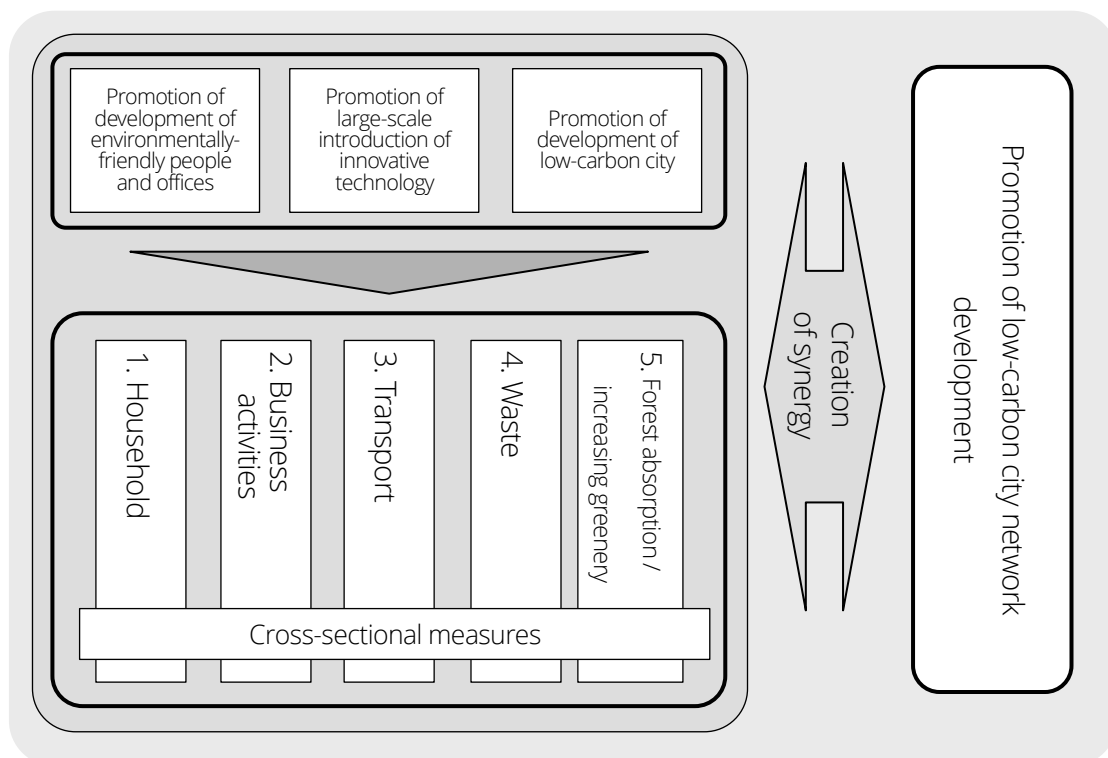 Promotion of
development of
environmentally-
friendly people
and offices
Promotion of
large-scale
introduction of
innovative
technology
Promotion of
development of
low-carbon city
1. Household
2. Business
activities
3. Transport
4. Waste
5. Forest absorption /
increasing greenery
Cross-sectional measures
Creation
of synergy
Promotion of low-carbon city network
development